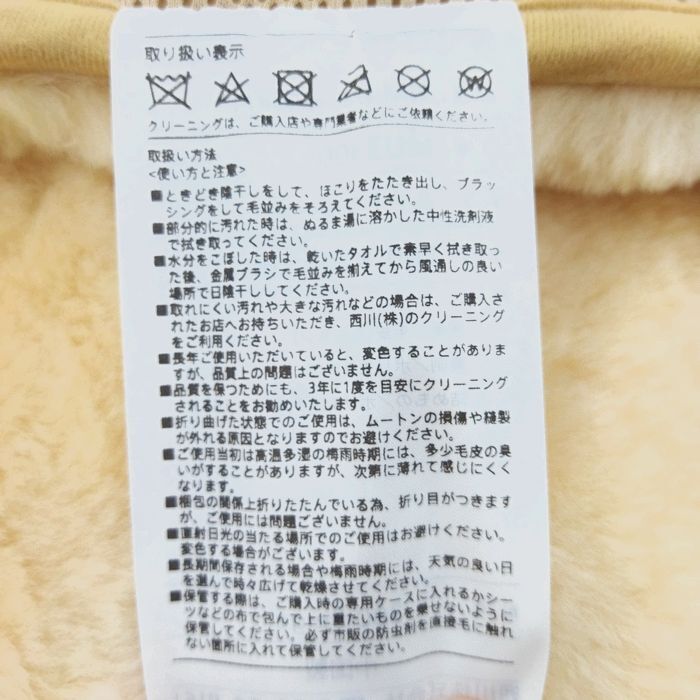 取り扱い表示
クリーニングは、ご購入店や専門業者などにご依頼ください。
取扱い方法
<使い方と注意>
■ときどき陰干しをして、ほこりをたたき出し、ブラッ
シングをして毛並みをそろえてください。
■部分的に汚れた時は、ぬるま湯に溶かした中性洗剤液
で拭き取ってください。
■水分をこぼした時は、乾いたタオルで素早く拭き取っ
た後、金属ブラシで毛並みを揃えてから風通しの良い
場所で日陰干ししてください。
■取れにくい汚れや大きな汚れなどの場合は、ご購入さ
れたお店へお持ちいただき、西川(株)のクリーニング
をご利用ください。
■長年ご使用いただいていると、変色することがありま
すが、品質上の問題はございません。
■品質を保つためにも、3年に1度を目安にクリーニング
されることをお勧めいたします。
■折り曲げた状態でのご使用は、ムートンの損傷や縫製
が外れる原因となりますのでお避けください。
■ご使用当初は高温多湿の梅雨時期には、多少毛皮の臭
いがすることがありますが、次第に薄れて感じにくく
なります。
■梱包の関係上折りたたんでいる為、折り目がつきます
が、ご使用には問題ございません。
■直射日光の当たる場所でのご使用はお避けください。
変色する場合がございます。
■長期間保存される場合や梅雨時期には、天気の良い日
を選んで時々広げて乾燥させてください。
■保管する際は、ご購入時の専用ケースに入れるかシー
ツなどの布で包んで上に重たいものを乗せないように
保管してください。必ず市販の防虫剤を直接毛に触れ
ない箇所に入れて保管してください。